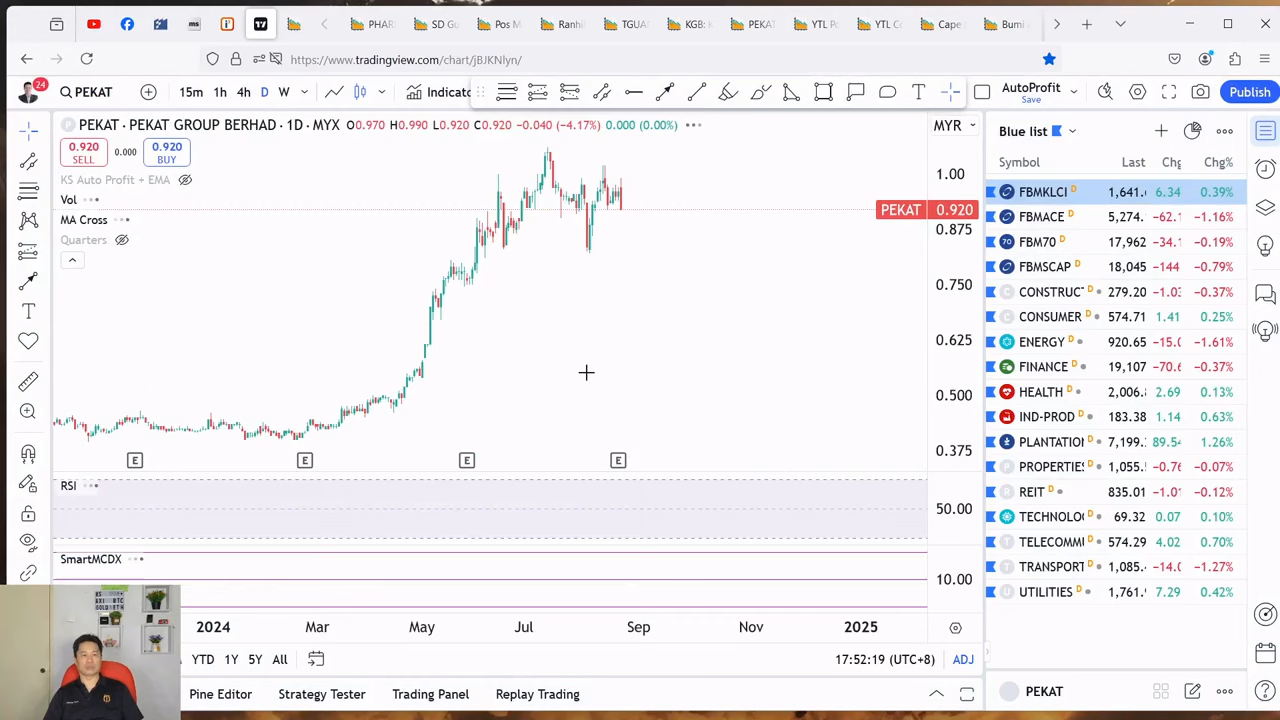 PHAR
SD Gu
Pos M
Ranhil
TGUAR
KGB: K
PEKAT
YTL Po
YTL C
Cape
Bumi
https://www.tradingview.com/chart/jBJKNlyn/
24
PEKAT
15m 1h 4h D W
Indicato
AutoProfit
Save
Publish
PEKAT · PEKAT GROUP BERHAD · 1D · MYX O0.970 H0.990 L0.920 C0.920 −0.040 (−4.17%) 0.000 (0.00%)
MYR
0.920
SELL
0.000
0.920
BUY
KS Auto Profit + EMA
Vol
MA Cross
Quarters
1.00
PEKAT 0.920
0.875
0.750
0.625
0.500
0.375
E E E E
RSI
50.00
SmartMCDX
10.00
2024 Mar May Jul Sep Nov 2025
YTD 1Y 5Y All
17:52:19 (UTC+8) ADJ
Pine Editor Strategy Tester Trading Panel Replay Trading
Blue list
Symbol Last Chg Chg%
FBMKLCI D 1,641. 6.34 0.39%
FBMACE D 5,274. −62.1 −1.16%
70 FBM70 D 17,962 −34.1 −0.19%
FBMSCAP D 18,045 −144 −0.79%
C CONSTRUCT D 279.20 −1.03 −0.37%
C CONSUMER D 574.71 1.41 0.25%
ENERGY D 920.65 −15.0 −1.61%
FINANCE D 19,107 −70.6 −0.37%
HEALTH D 2,006. 2.69 0.13%
IND-PROD D 183.38 1.14 0.63%
PLANTATION 7,199. 89.54 1.26%
P PROPERTIES 1,055. −0.76 −0.07%
R REIT D 835.01 −1.01 −0.12%
TECHNOLO D 69.32 0.07 0.10%
T TELECOMMU 574.29 4.02 0.70%
T TRANSPORT 1,085. −14.0 −1.27%
U UTILITIES D 1,761. 7.29 0.42%
PEKAT